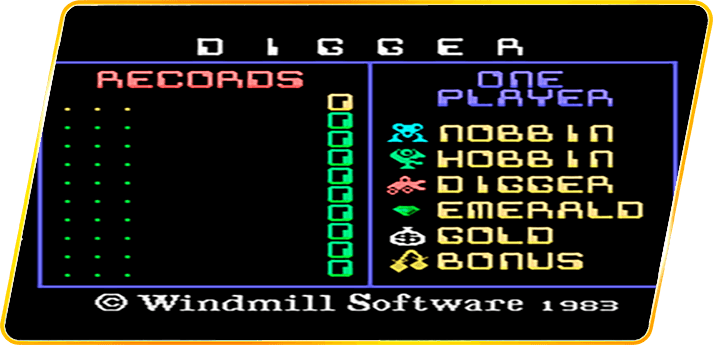 DIGGER
RECORDS
... 0
... 0
... 0
... 0
... 0
... 0
... 0
... 0
... 0
... 0
ONE
PLAYER
NOBBIN
HOBBIN
DIGGER
EMERALD
GOLD
BONUS
© Windmill Software 1983